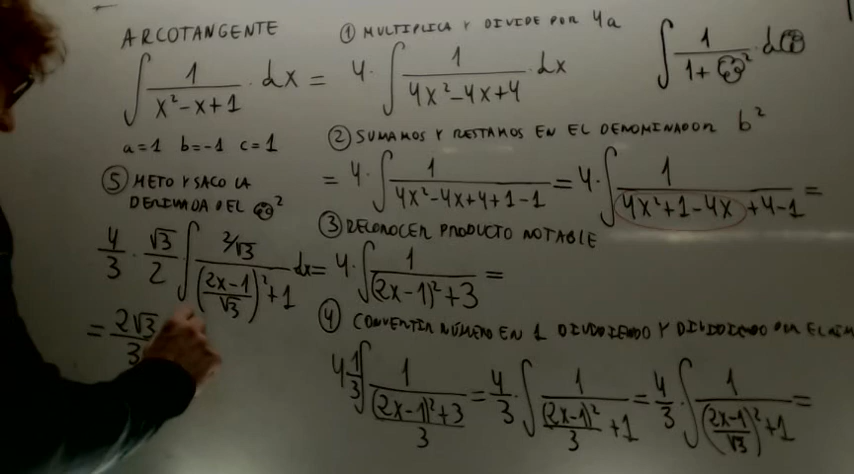 ARCOTANGENTE
∫ 1/(x²-x+1) · dx =
a=1 b=-1 c=1
① MULTIPLICA Y DIVIDE POR 4a
4· ∫ 1/(4x²-4x+4) · dx
∫ 1/(1+☺²) · d☺
② SUMAMOS Y RESTAMOS EN EL DENOMINADOR b²
= 4· ∫ 1/(4x²-4x+4+1-1) = 4· ∫ 1/(4x²+1-4x+4-1) =
③ RECONOCER PRODUCTO NOTABLE
4· ∫ 1/((2x-1)²+3) =
④ CONVERTIR NÚMERO EN 1 DIVIDIENDO Y DIVIDIENDO POR EL
4 1/3 ∫ 1/(((2x-1)²+3)/3) = 4/3 · ∫ 1/((2x-1)²/3 +1) = 4/3 · ∫ 1/(((2x-1)/√3)²+1) =
⑤ METO Y SACO LA
DERIVADA DEL ☺²
4/3 · √3/2 ∫ (2/√3)/(((2x-1)/√3)²+1) dx =
= 2√3/3